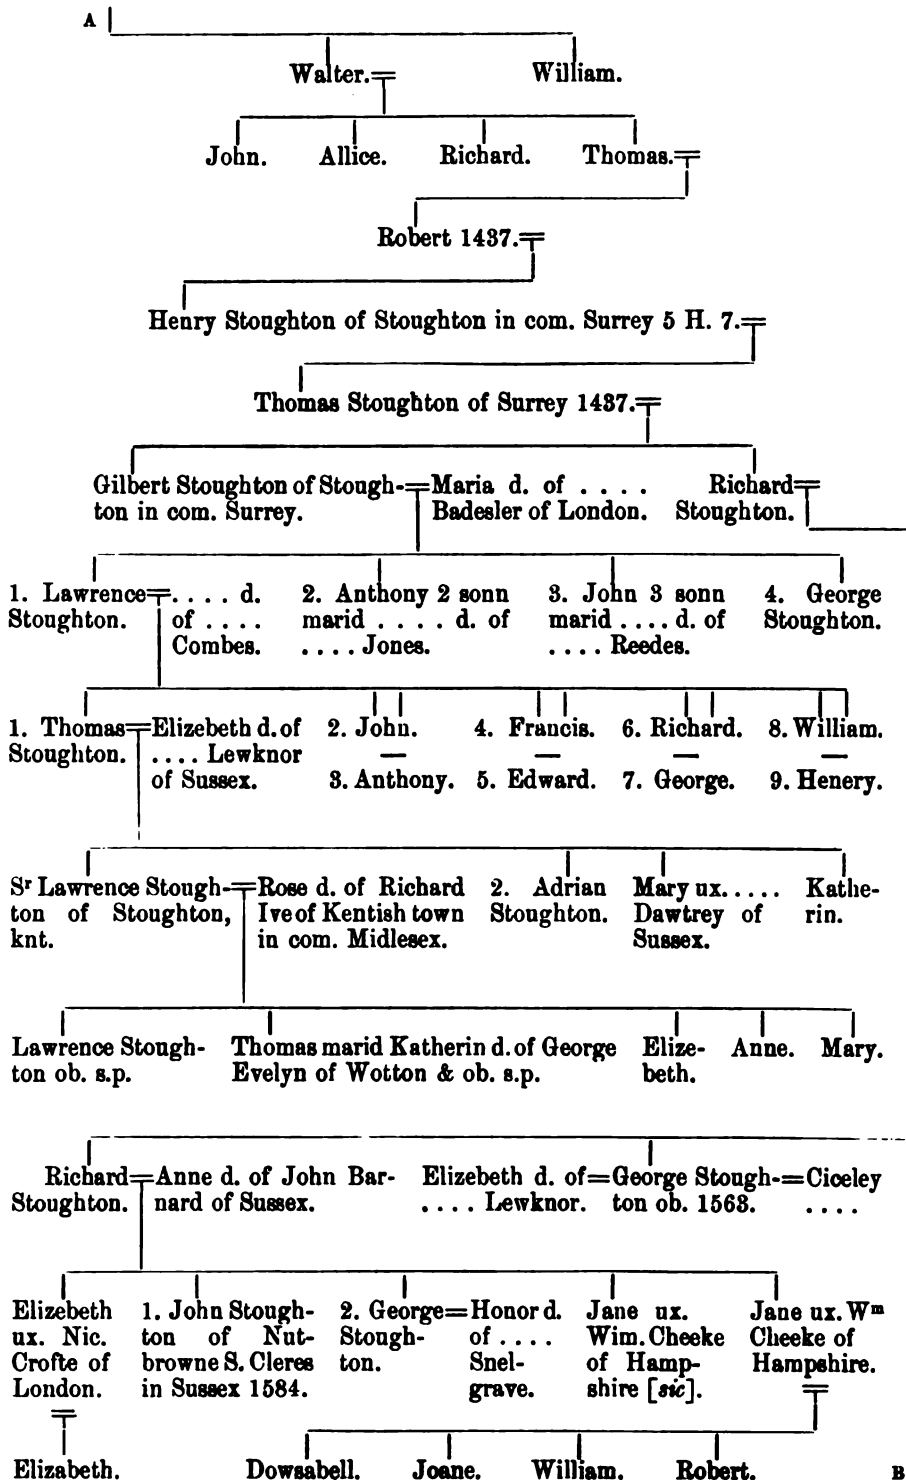 A
Walter. William.
John. Allice. Richard. Thomas.
Robert 1437.
Henry Stoughton of Stoughton in com. Surrey 5 H. 7.
Thomas Stoughton of Surrey 1437.
Gilbert Stoughton of Stough-
ton in com. Surrey.
Maria d. of . . . .
Badesler of London.
Richard
Stoughton.
1. Lawrence
Stoughton.
. . . . d.
of . . . .
Combes.
2. Anthony 2 sonn
marid . . . . d. of
. . . . Jones.
3. John 3 sonn
marid . . . . d. of
. . . . Reedes.
4. George
Stoughton.
1. Thomas
Stoughton.
Elizebeth d. of
. . . . Lewknor
of Sussex.
2. John.
3. Anthony.
4. Francis.
5. Edward.
6. Richard.
7. George.
8. William.
9. Henery.
Sr Lawrence Stough-
ton of Stoughton,
knt.
Rose d. of Richard
Ive of Kentish town
in com. Midlesex.
2. Adrian
Stoughton.
Mary ux. . . . .
Dawtrey of
Sussex.
Kathe-
rin.
Lawrence Stough-
ton ob. s.p.
Thomas marid Katherin d. of George
Evelyn of Wotton & ob. s.p.
Elize-
beth.
Anne.
Mary.
Richard
Stoughton.
Anne d. of John Bar-
nard of Sussex.
Elizebeth d. of
. . . . Lewknor.
George Stough-
ton ob. 1563.
Ciceley
. . . .
Elizebeth
ux. Nic.
Crofte of
London.
1. John Stough-
ton of Nut-
browne S. Cleres
in Sussex 1584.
2. George
Stough-
ton.
Honor d.
of . . . .
Snel-
grave.
Jane ux.
Wim. Cheeke
of Hamp-
shire [sic].
Jane ux. Wm
Cheeke of
Hampshire.
Elizabeth. Dowsabell. Joane. William. Robert. B